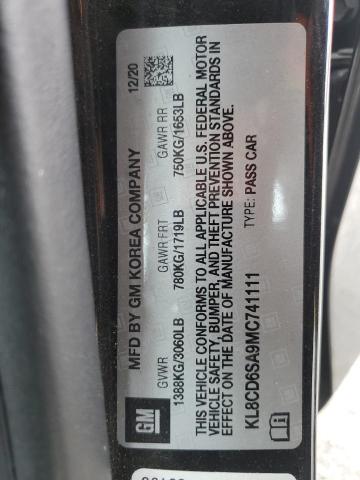 MFD BY GM KOREA COMPANY 12/20
GVWR GAWR FRT GAWR RR
1388KG/3060LB 780KG/1719LB 750KG/1653LB
THIS VEHICLE CONFORMS TO ALL APPLICABLE U.S. FEDERAL MOTOR
VEHICLE SAFETY, BUMPER, AND THEFT PREVENTION STANDARDS IN
EFFECT ON THE DATE OF MANUFACTURE SHOWN ABOVE.
KL8CD6SA9MC741111 TYPE: PASS CAR
GM